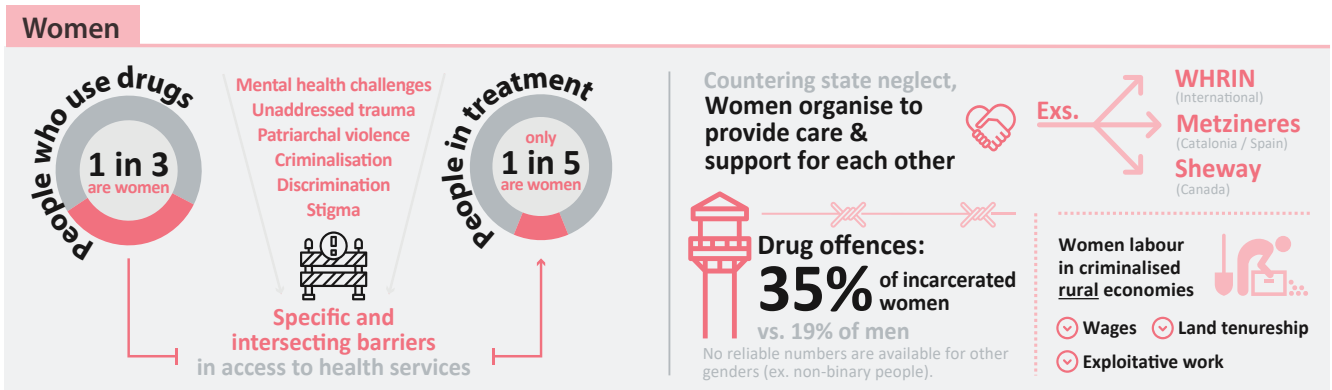 Women
People who use drugs
1 in 3
are women
Mental health challenges
Unaddressed trauma
Patriarchal violence
Criminalisation
Discrimination
Stigma
Specific and
intersecting barriers
in access to health services
People in treatment
only
1 in 5
are women
Countering state neglect,
Women organise to
provide care &
support for each other
Exs.
WHRIN
(International)
Metzineres
(Catalonia / Spain)
Sheway
(Canada)
Drug offences:
35% of incarcerated
women
vs. 19% of men
No reliable numbers are available for other
genders (ex. non-binary people).
Women labour
in criminalised
rural economies
Wages
Land tenureship
Exploitative work